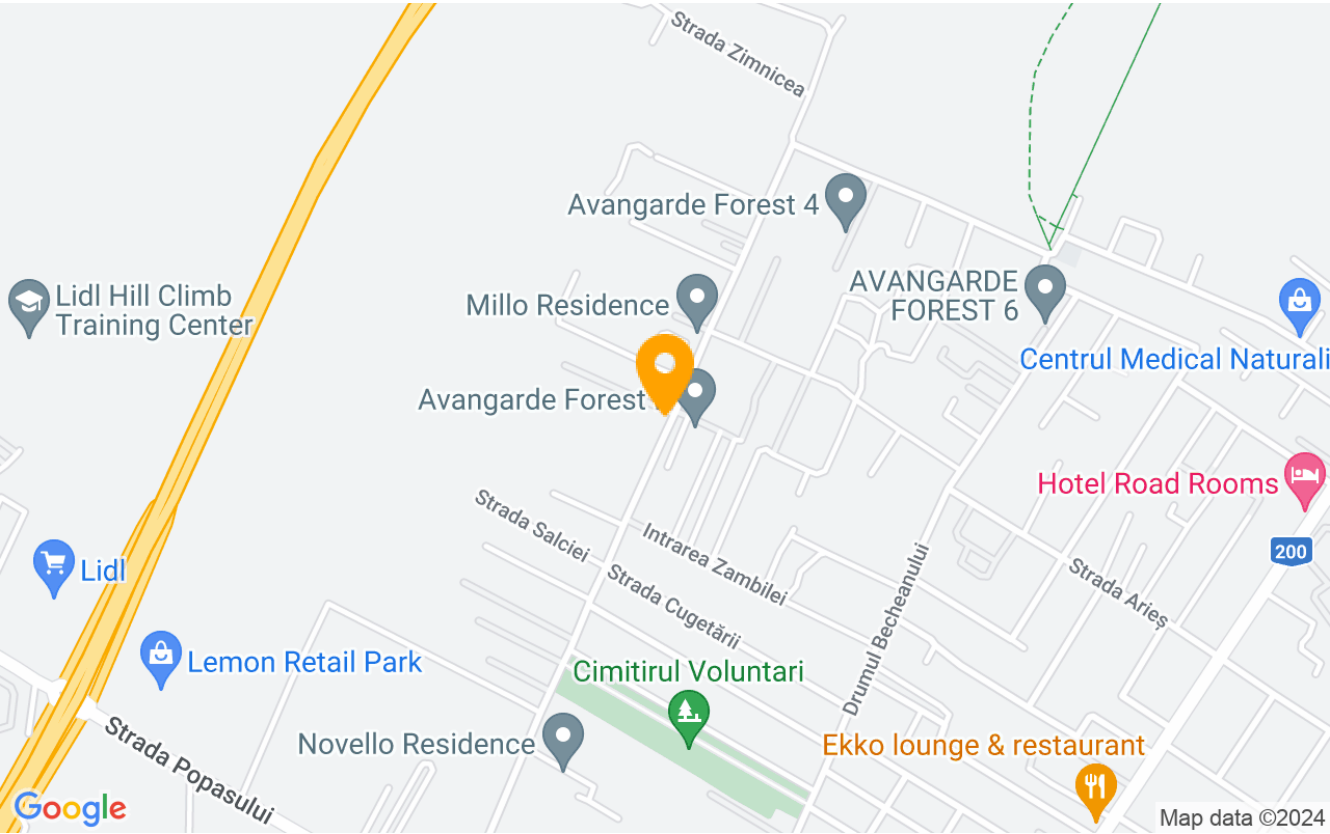 Strada Zimnicea
Avangarde Forest 4
AVANGARDE
FOREST 6
Lidl Hill Climb
Training Center
Millo Residence
Centrul Medical Naturali
Avangarde Forest
Hotel Road Rooms
Strada Salciei
Intrarea Zambilei
200
Lidl
Strada Cugetării
Drumul Becheanului
Strada Arieș
Lemon Retail Park
Cimitirul Voluntari
Strada Popasului
Novello Residence
Ekko lounge & restaurant
Google
Map data ©2024